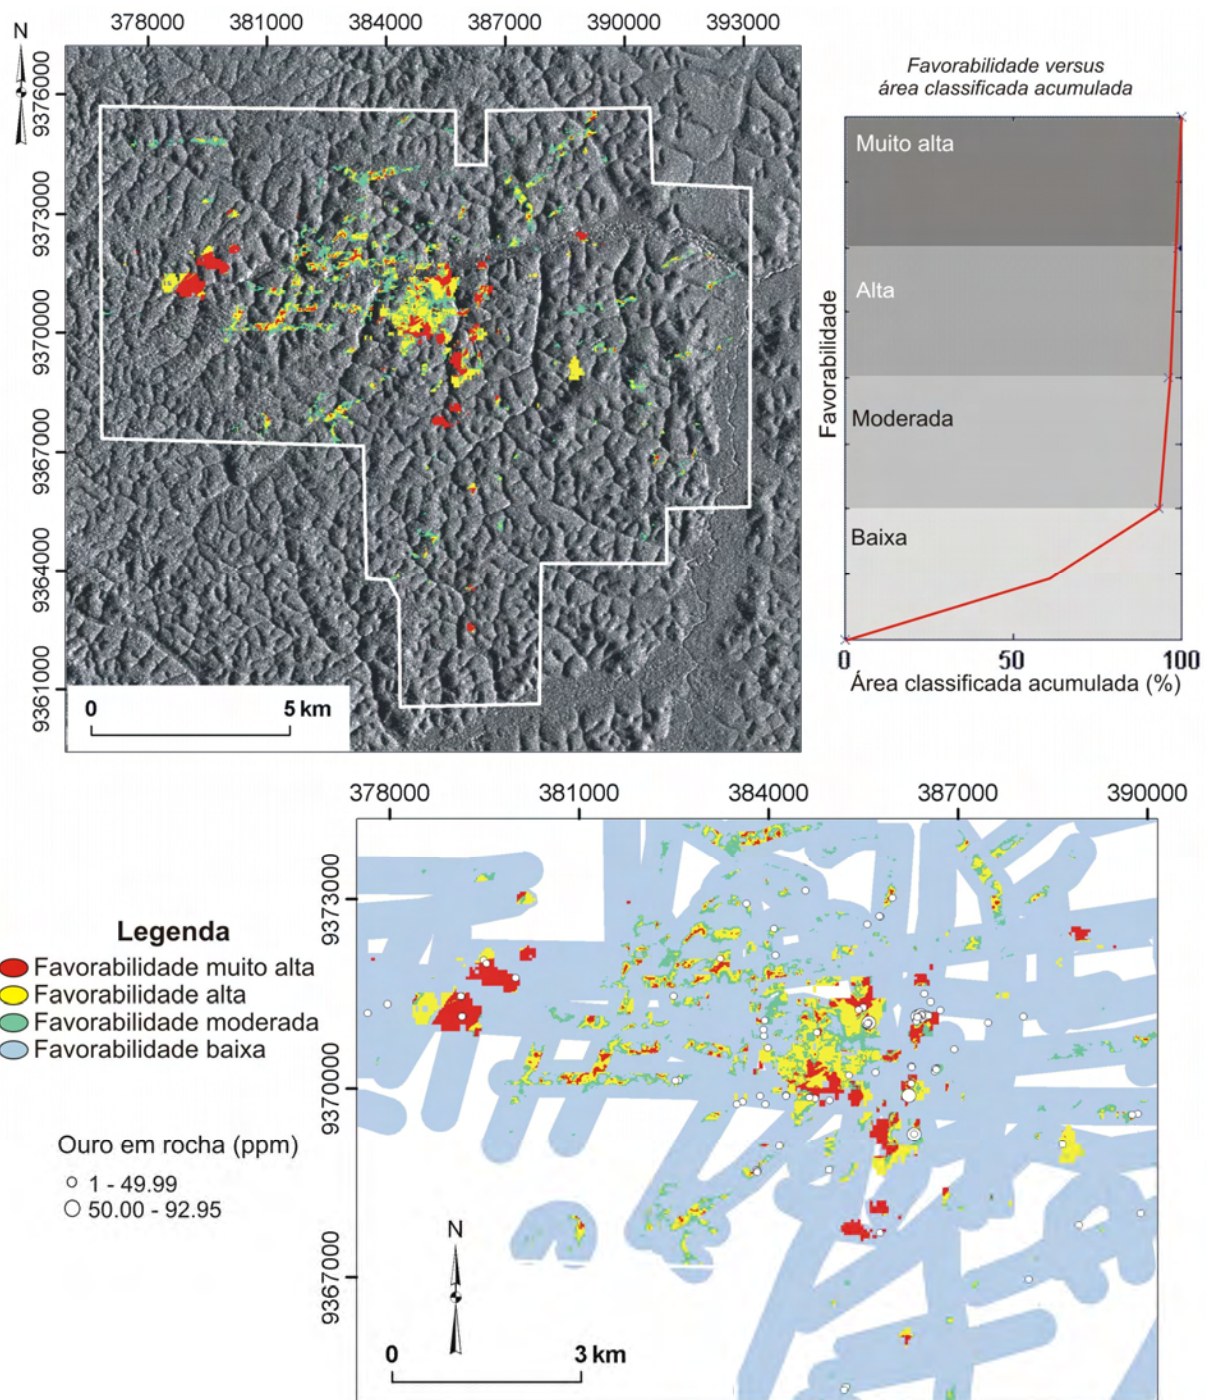 378000 381000 384000 387000 390000 393000
N
9376000
9373000
9370000
9367000
9364000
9361000
0 5 km
Favorabilidade versus
área classificada acumulada
Muito alta
Alta
Moderada
Baixa
Favorabilidade
0 50 100
Área classificada acumulada (%)
378000 381000 384000 387000 390000
9373000
9370000
9367000
Legenda
Favorabilidade muito alta
Favorabilidade alta
Favorabilidade moderada
Favorabilidade baixa
Ouro em rocha (ppm)
1 - 49.99
50.00 - 92.95
N
0 3 km